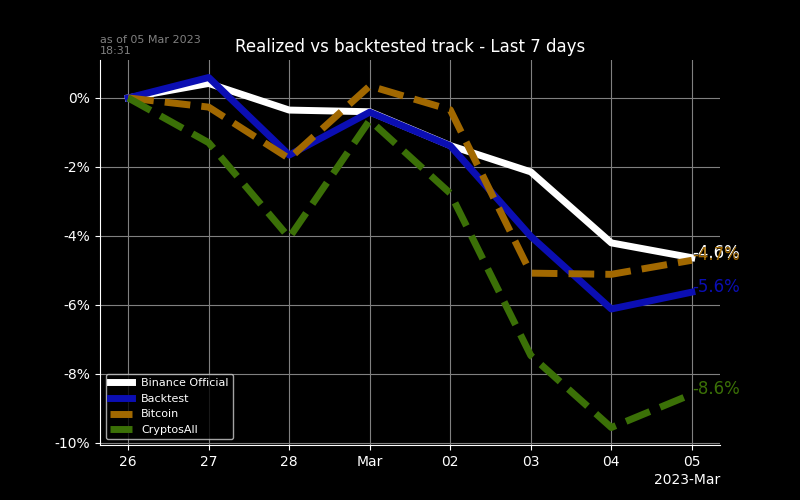 as of 05 Mar 2023
18:31
Realized vs backtested track - Last 7 days
0%
-2%
-4%
-6%
-8%
-10%
-4.6%
-4.7%
-5.6%
-8.6%
Binance Official
Backtest
Bitcoin
CryptosAll
26 27 28 Mar 02 03 04 05
2023-Mar